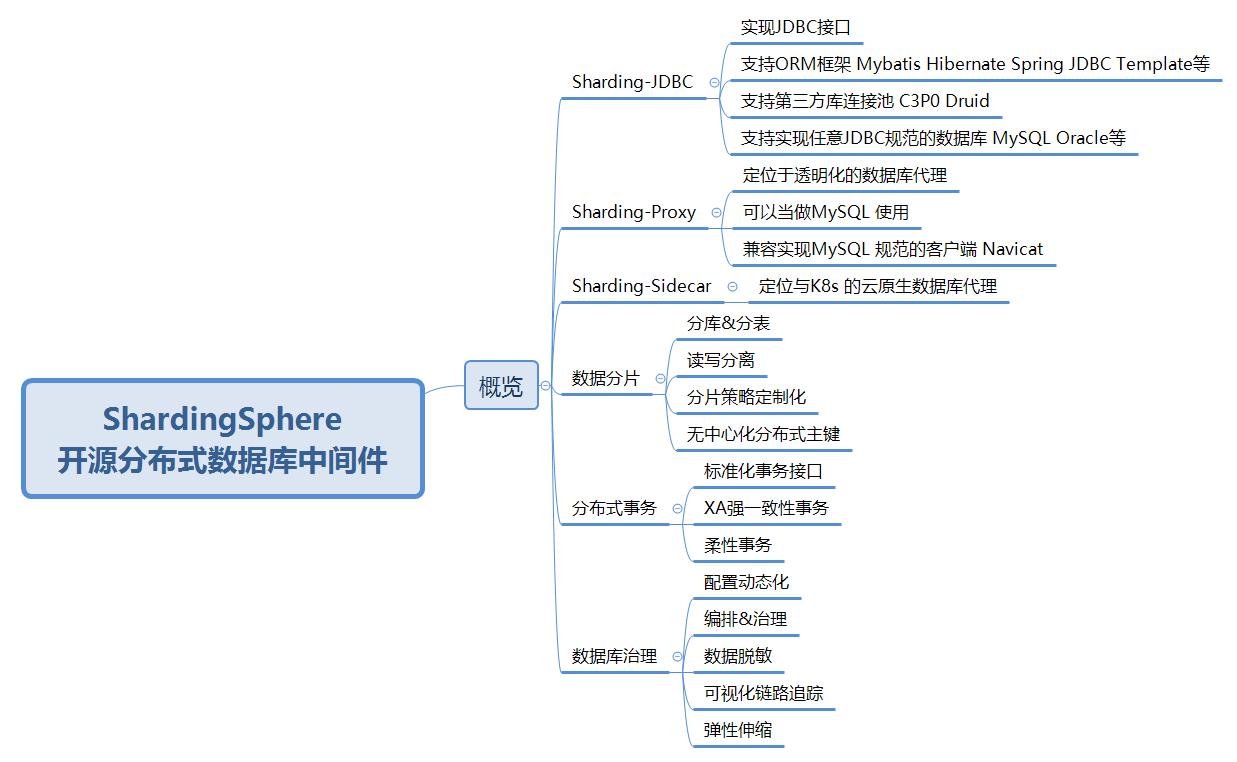 ShardingSphere
开源分布式数据库中间件
概览
Sharding-JDBC
实现JDBC接口
支持ORM框架 Mybatis Hibernate Spring JDBC Template等
支持第三方库连接池 C3P0 Druid
支持实现任意JDBC规范的数据库 MySQL Oracle等
Sharding-Proxy
定位于透明化的数据库代理
可以当做MySQL 使用
兼容实现MySQL 规范的客户端 Navicat
Sharding-Sidecar
定位与K8s 的云原生数据库代理
数据分片
分库&分表
读写分离
分片策略定制化
无中心化分布式主键
分布式事务
标准化事务接口
XA强一致性事务
柔性事务
数据库治理
配置动态化
编排&治理
数据脱敏
可视化链路追踪
弹性伸缩